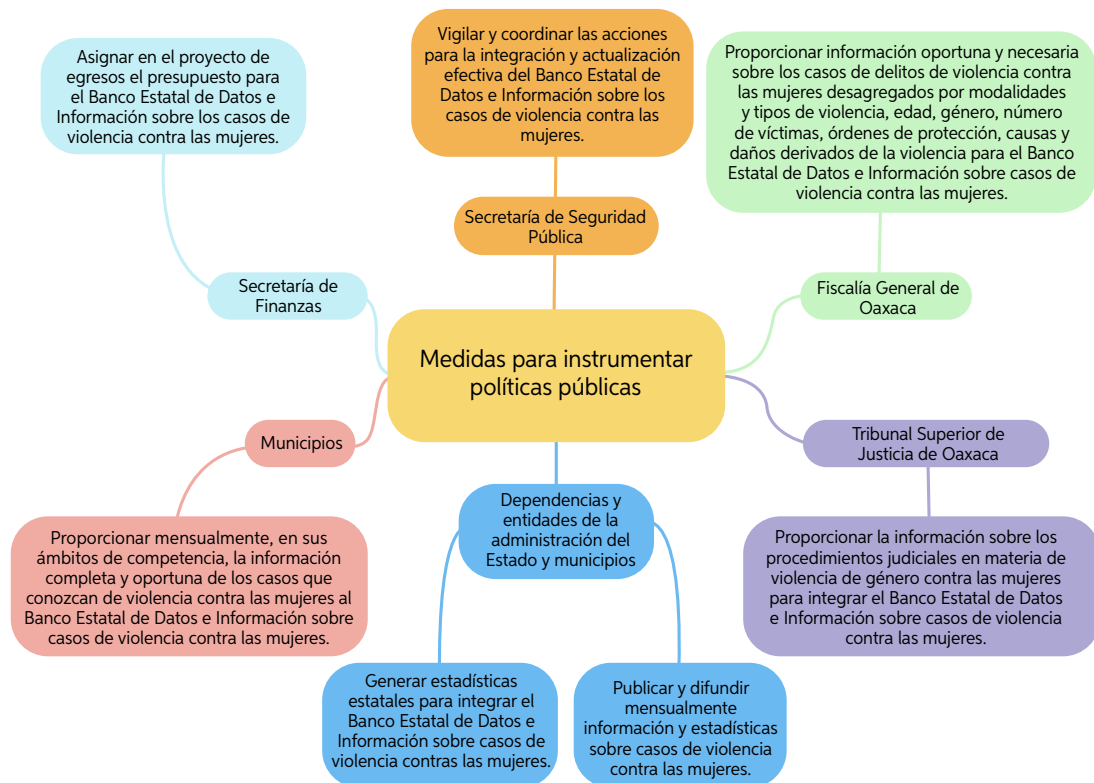 Asignar en el proyecto de
egresos el presupuesto para
el Banco Estatal de Datos e
Información sobre los casos de
violencia contra las mujeres.
Secretaría de
Finanzas
Vigilar y coordinar las acciones
para la integración y actualización
efectiva del Banco Estatal de
Datos e Información sobre los
casos de violencia contra las
mujeres.
Secretaría de Seguridad
Pública
Proporcionar información oportuna y necesaria
sobre los casos de delitos de violencia contra
las mujeres desagregados por modalidades
y tipos de violencia, edad, género, número
de víctimas, órdenes de protección, causas y
daños derivados de la violencia para el Banco
Estatal de Datos e Información sobre casos de
violencia contra las mujeres.
Fiscalía General de
Oaxaca
Medidas para instrumentar
políticas públicas
Municipios
Proporcionar mensualmente, en sus
ámbitos de competencia, la información
completa y oportuna de los casos que
conozcan de violencia contra las mujeres al
Banco Estatal de Datos e Información sobre
casos de violencia contra las mujeres.
Dependencias y
entidades de la
administración del
Estado y municipios
Generar estadísticas
estatales para integrar el
Banco Estatal de Datos e
Información sobre casos de
violencia contras las mujeres.
Publicar y difundir
mensualmente
información y estadísticas
sobre casos de violencia
contra las mujeres.
Tribunal Superior de
Justicia de Oaxaca
Proporcionar la información sobre los
procedimientos judiciales en materia de
violencia de género contra las mujeres
para integrar el Banco Estatal de Datos
e Información sobre casos de violencia
contra las mujeres.